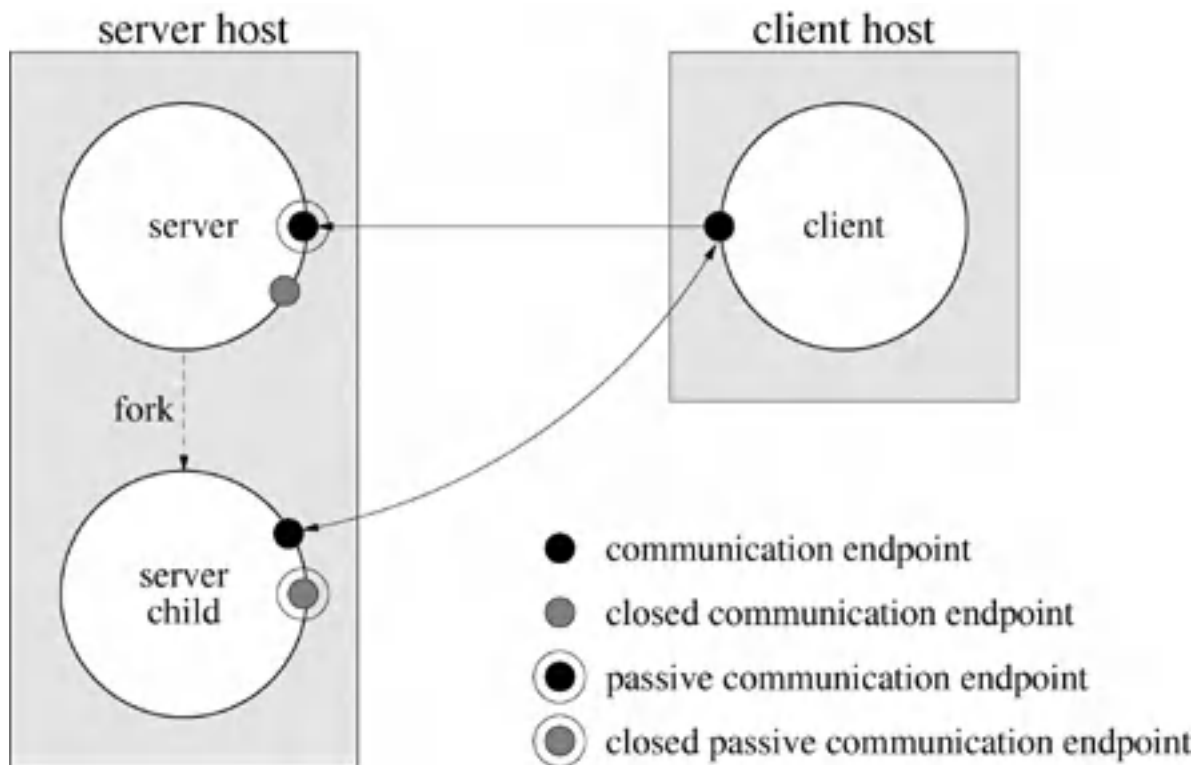 server host
client host
server
client
fork
server
child
communication endpoint
closed communication endpoint
passive communication endpoint
closed passive communication endpoint